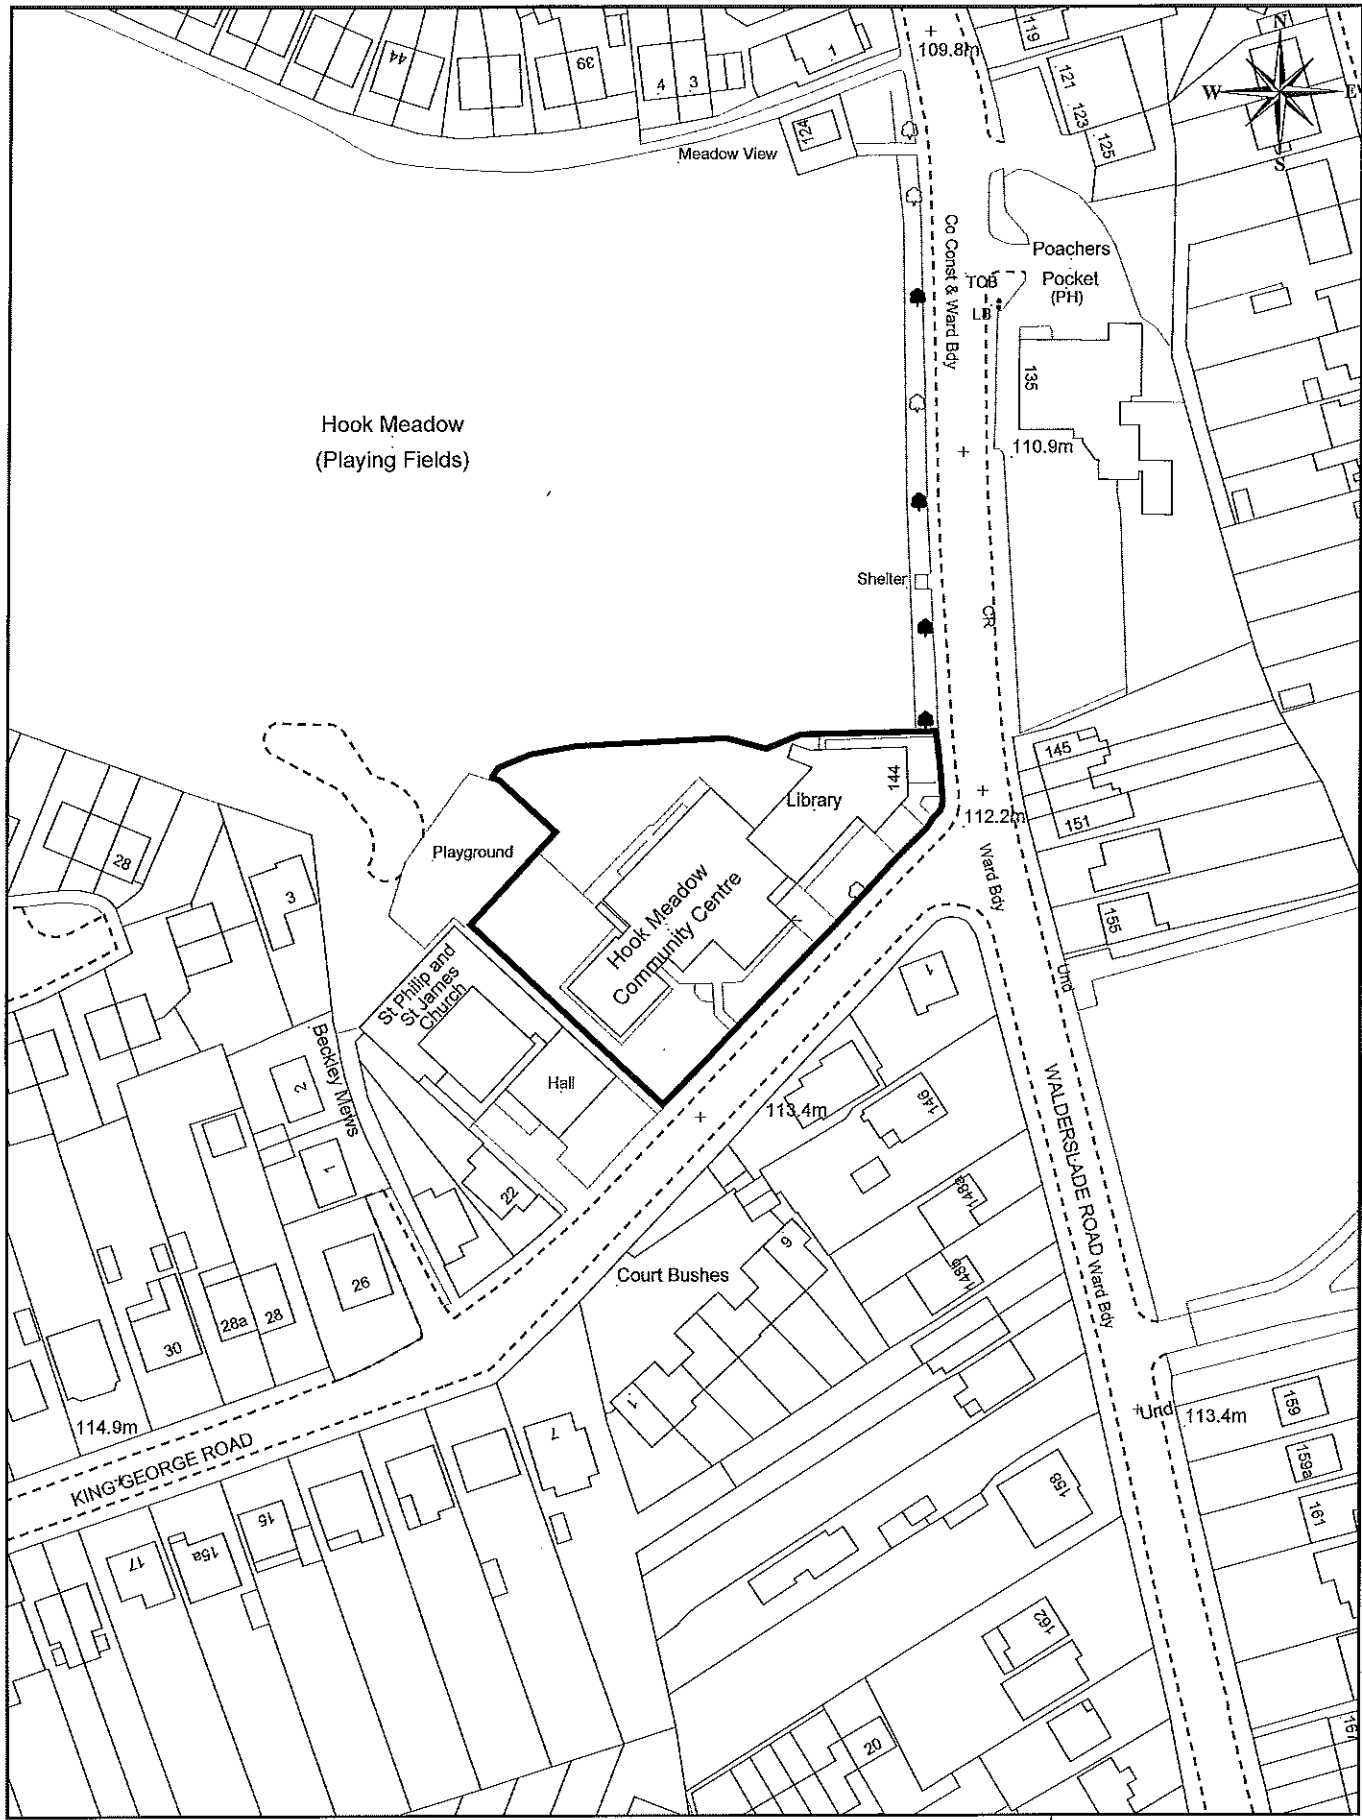 N
W
E
S
44
39
4
3
1
109.8m
119
121
123
125
124
Meadow View
Co Const & Ward Bdy
Poachers
Pocket
(PH)
TCB
LB
135
110.9m
Hook Meadow
(Playing Fields)
Shelter
CR
144
Library
112.2m
145
151
155
Ward Bdy
Und
Playground
Hook Meadow
Community Centre
28
3
St Philip and
St James
Church
Hall
Beckley Mews
2
1
22
26
28
28a
30
1
113.4m
146
148a
148b
WALDERSLADE ROAD
Ward Bdy
Court Bushes
9
11
Und
113.4m
159
159a
161
114.9m
KING GEORGE ROAD
7
15
15a
17
158
162
20
167